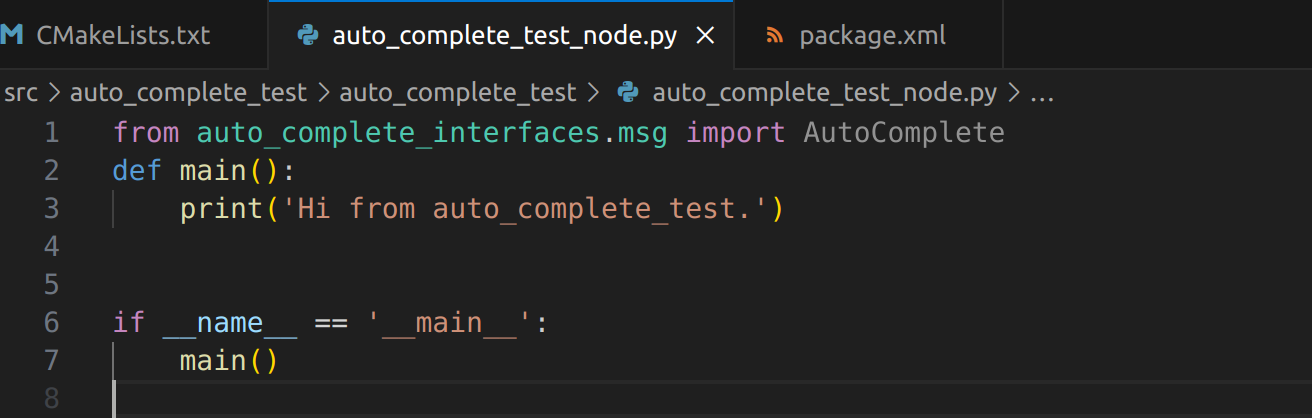 CMakeLists.txt auto_complete_test_node.py package.xml
src > auto_complete_test > auto_complete_test > auto_complete_test_node.py > ...
1 from auto_complete_interfaces.msg import AutoComplete
2 def main():
3     print('Hi from auto_complete_test.')
4
5
6 if __name__ == '__main__':
7     main()
8